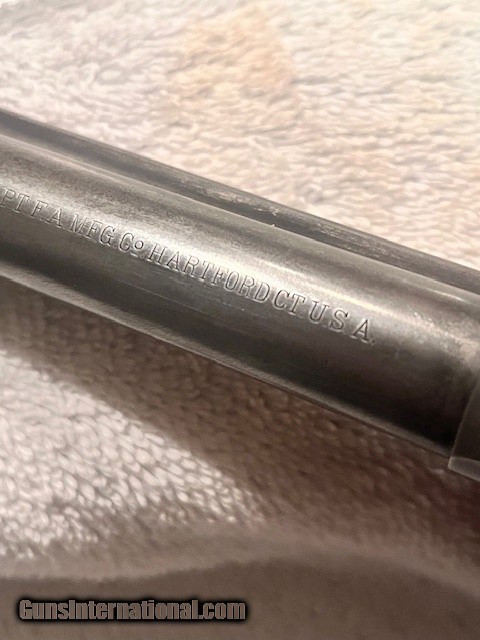 PT F.A MFG. Co HARTFORD CT. U.S.A.
GunsInternational.com